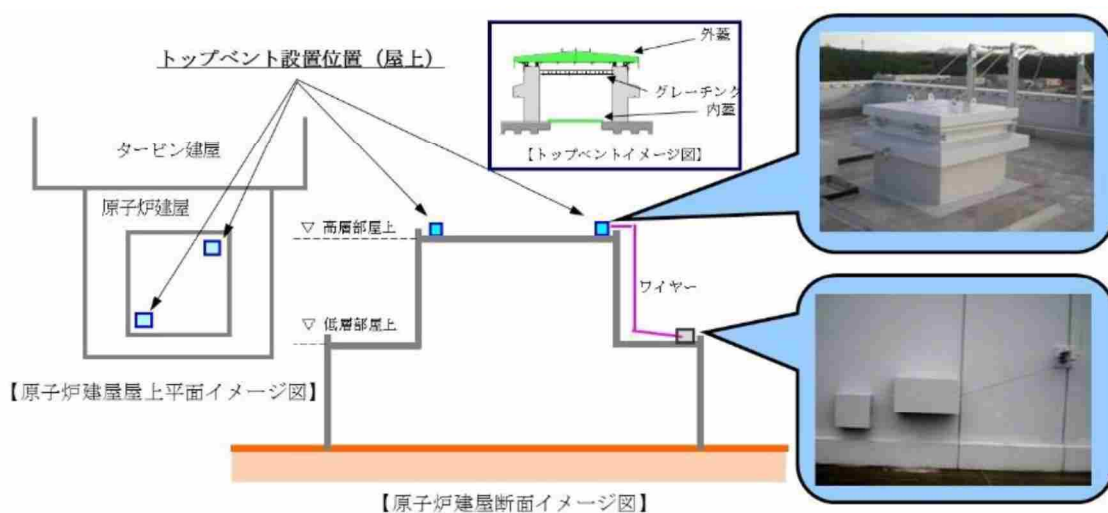 トップベント設置位置（屋上）
外蓋
グレーチング
内蓋
【トップベントイメージ図】
タービン建屋
原子炉建屋
▽ 高層部屋上
ワイヤー
▽ 低層部屋上
【原子炉建屋屋上平面イメージ図】
【原子炉建屋断面イメージ図】